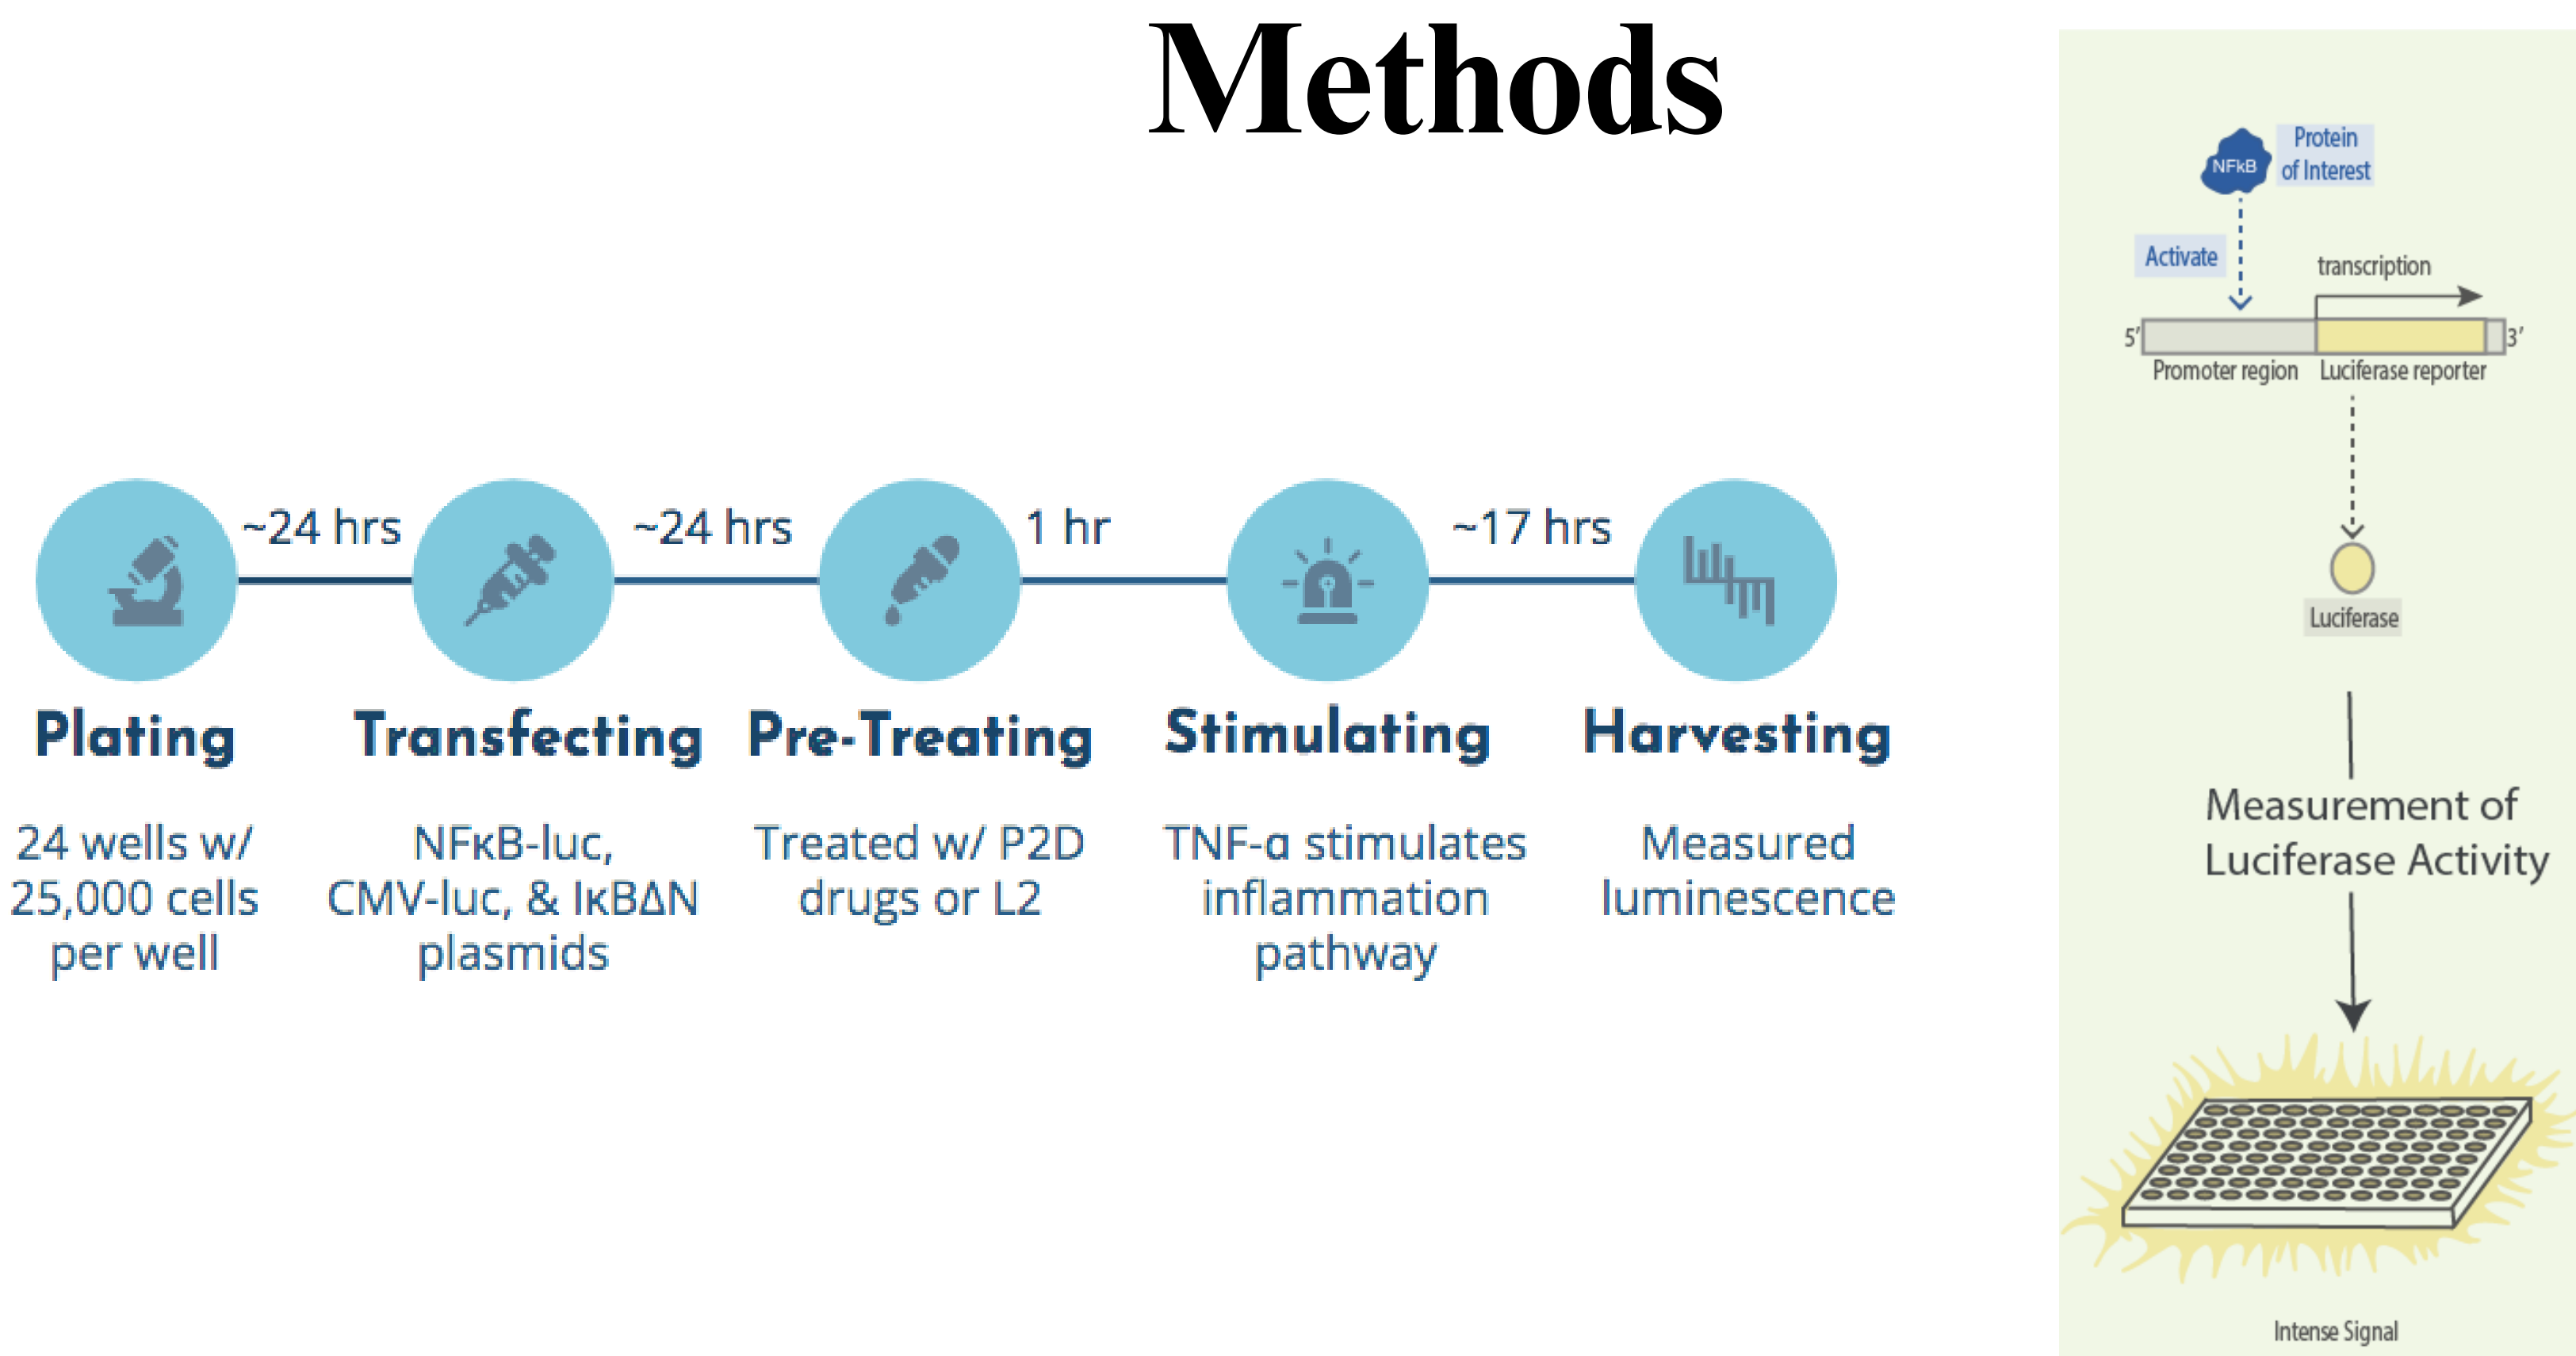 Methods
~24 hrs
~24 hrs
1 hr
~17 hrs
Plating
24 wells w/
25,000 cells
per well
Transfecting
NFκB-luc,
CMV-luc, & IκBΔN
plasmids
Pre-Treating
Treated w/ P2D
drugs or L2
Stimulating
TNF-α stimulates
inflammation
pathway
Harvesting
Measured
luminescence
NFkB
Protein
of Interest
Activate
transcription
5'
3'
Promoter region
Luciferase reporter
Luciferase
Measurement of
Luciferase Activity
Intense Signal